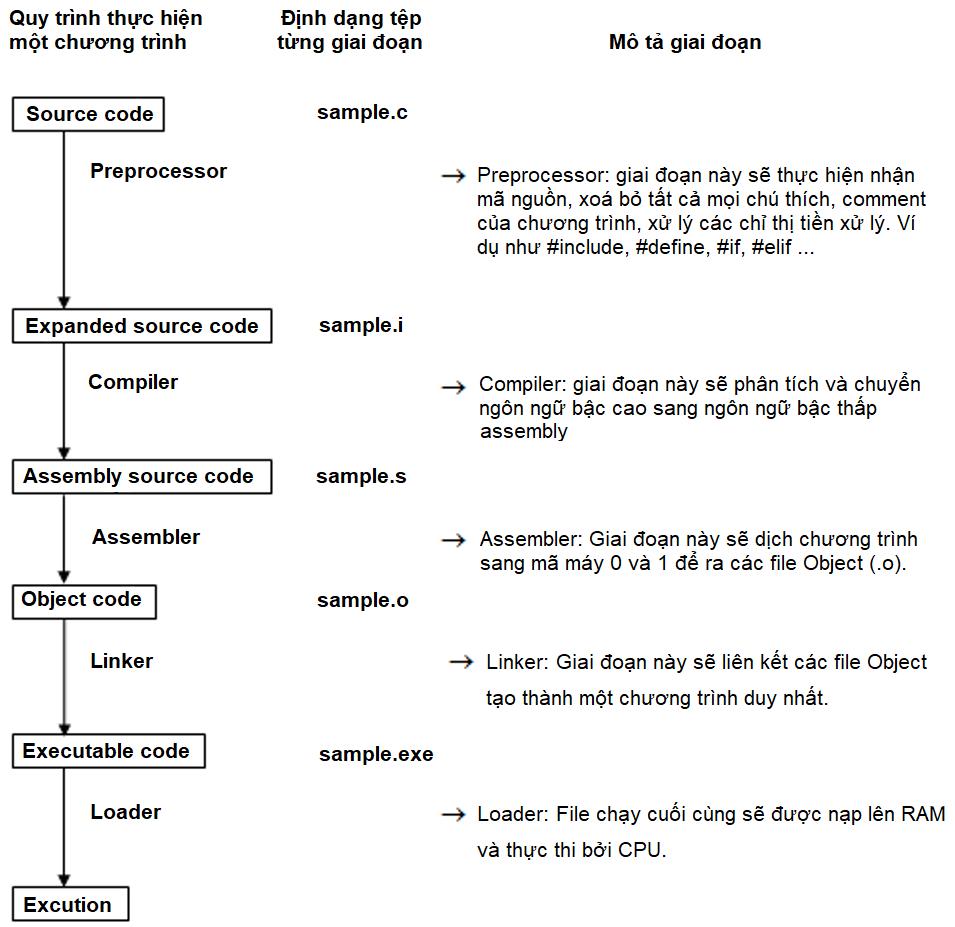 Quy trình thực hiện
một chương trình
Định dạng tệp
từng giai đoạn
Mô tả giai đoạn
Source code
sample.c
Preprocessor
Preprocessor: giai đoạn này sẽ thực hiện nhận
mã nguồn, xoá bỏ tất cả mọi chú thích, comment
của chương trình, xử lý các chỉ thị tiền xử lý. Ví
dụ như #include, #define, #if, #elif ...
Expanded source code
sample.i
Compiler
Compiler: giai đoạn này sẽ phân tích và chuyển
ngôn ngữ bậc cao sang ngôn ngữ bậc thấp
assembly
Assembly source code
sample.s
Assembler
Assembler: Giai đoạn này sẽ dịch chương trình
sang mã máy 0 và 1 để ra các file Object (.o).
Object code
sample.o
Linker
Linker: Giai đoạn này sẽ liên kết các file Object
tạo thành một chương trình duy nhất.
Executable code
sample.exe
Loader
Loader: File chạy cuối cùng sẽ được nạp lên RAM
và thực thi bởi CPU.
Excution